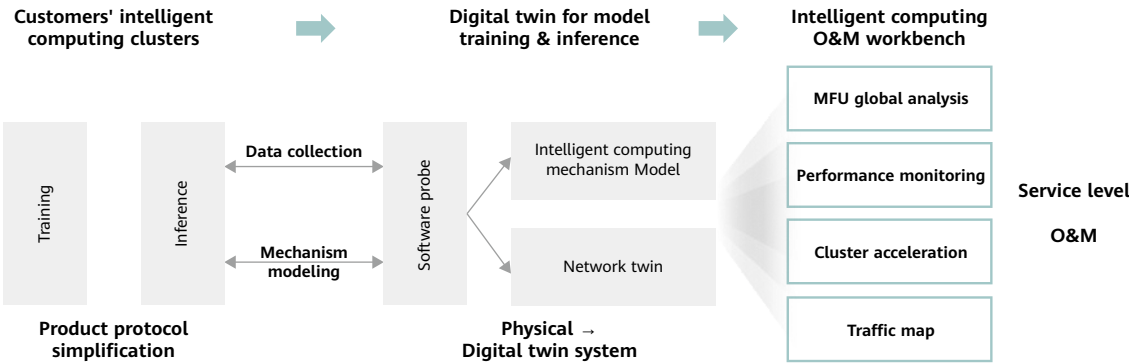 Customers' intelligent
computing clusters
Digital twin for model
training & inference
Intelligent computing
O&M workbench
Training
Inference
Data collection
Mechanism
modeling
Software probe
Intelligent computing
mechanism Model
Network twin
MFU global analysis
Performance monitoring
Cluster acceleration
Traffic map
Service level
O&M
Product protocol
simplification
Physical →
Digital twin system